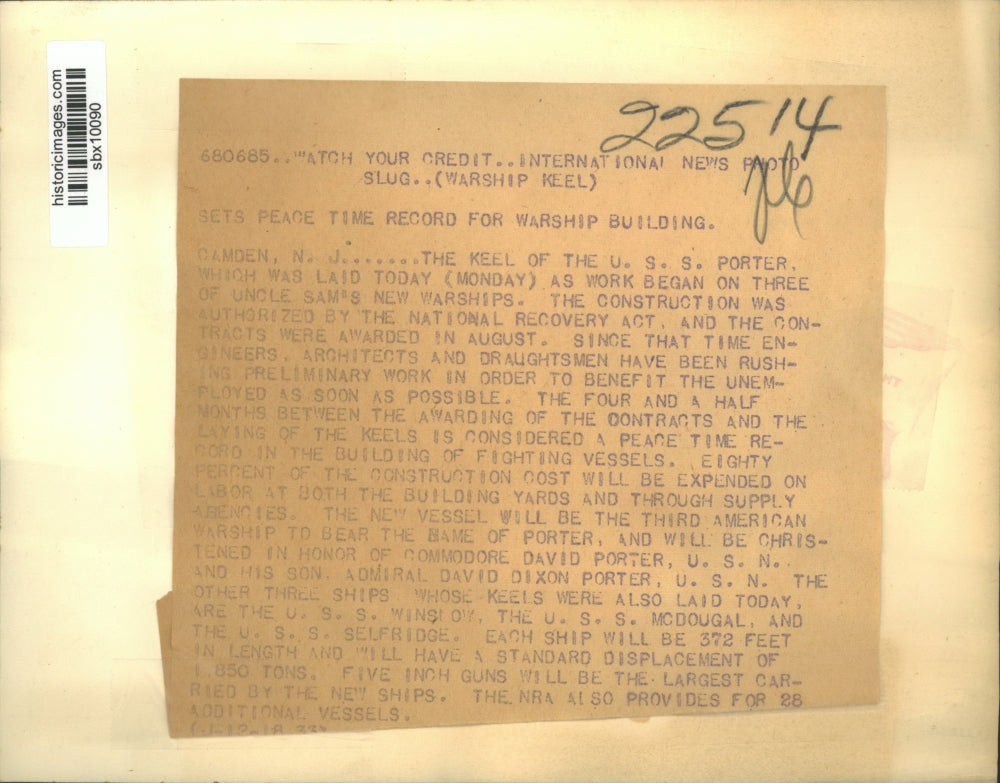 historicimages.com
sbx10090
22514
680685..WATCH YOUR CREDIT..INTERNATIONAL NEWS PHOTO
SLUG..(WARSHIP KEEL)
SETS PEACE TIME RECORD FOR WARSHIP BUILDING.
CAMDEN, N. J.......THE KEEL OF THE U. S. S. PORTER,
WHICH WAS LAID TODAY (MONDAY) AS WORK BEGAN ON THREE
OF UNCLE SAM'S NEW WARSHIPS. THE CONSTRUCTION WAS
AUTHORIZED BY THE NATIONAL RECOVERY ACT, AND THE CON-
TRACTS WERE AWARDED IN AUGUST. SINCE THAT TIME EN-
GINEERS, ARCHITECTS AND DRAUGHTSMEN HAVE BEEN RUSH-
ING PRELIMINARY WORK IN ORDER TO BENEFIT THE UNEM-
PLOYED AS SOON AS POSSIBLE. THE FOUR AND A HALF
MONTHS BETWEEN THE AWARDING OF THE CONTRACTS AND THE
LAYING OF THE KEELS IS CONSIDERED A PEACE TIME RE-
CORD IN THE BUILDING OF FIGHTING VESSELS. EIGHTY
PERCENT OF THE CONSTRUCTION COST WILL BE EXPENDED ON
LABOR AT BOTH THE BUILDING YARDS AND THROUGH SUPPLY
AGENCIES. THE NEW VESSEL WILL BE THE THIRD AMERICAN
WARSHIP TO BEAR THE NAME OF PORTER, AND WILL BE CHRIS-
TENED IN HONOR OF COMMODORE DAVID PORTER, U. S. N.
AND HIS SON, ADMIRAL DAVID DIXON PORTER, U. S. N. THE
OTHER THREE SHIPS WHOSE KEELS WERE ALSO LAID TODAY,
ARE THE U. S. S. WINSLOW, THE U. S. S. MCDOUGAL, AND
THE U. S. S. SELFRIDGE. EACH SHIP WILL BE 372 FEET
IN LENGTH AND WILL HAVE A STANDARD DISPLACEMENT OF
1,850 TONS. FIVE INCH GUNS WILL BE THE LARGEST CAR-
RIED BY THE NEW SHIPS. THE NRA ALSO PROVIDES FOR 28
ADDITIONAL VESSELS.